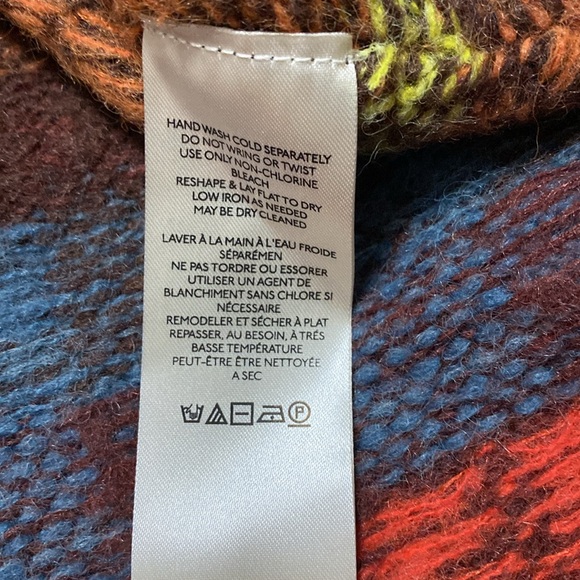 HAND WASH COLD SEPARATELY
DO NOT WRING OR TWIST
USE ONLY NON-CHLORINE
BLEACH
RESHAPE & LAY FLAT TO DRY
LOW IRON AS NEEDED
MAY BE DRY CLEANED
LAVER À LA MAIN À L'EAU FROIDE
SÉPARÉMEN
NE PAS TORDRE OU ESSORER
UTILISER UN AGENT DE
BLANCHIMENT SANS CHLORE SI
NÉCESSAIRE
REMODELER ET SÉCHER À PLAT
REPASSER, AU BESOIN, À TRÉS
BASSE TEMPÉRATURE
PEUT-ÊTRE ÊTRE NETTOYÉE
A SEC
P